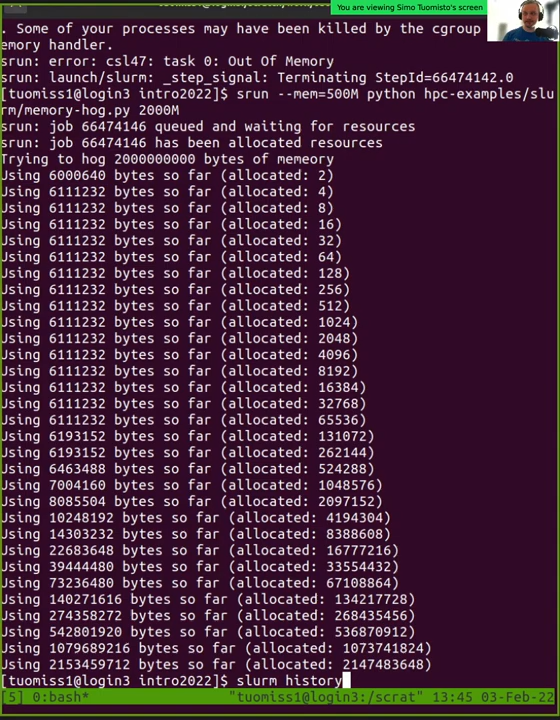 You are viewing Simo Tuomisto's screen
. Some of your processes may have been killed by the cgroup
emory handler.
srun: error: csl47: task 0: Out Of Memory
srun: launch/slurm: _step_signal: Terminating StepId=66474142.0
[tuomiss1@login3 intro2022]$ srun --mem=500M python hpc-examples/slu
rm/memory-hog.py 2000M
srun: job 66474146 queued and waiting for resources
srun: job 66474146 has been allocated resources
Trying to hog 2000000000 bytes of memeory
Using 6000640 bytes so far (allocated: 2)
Using 6111232 bytes so far (allocated: 4)
Using 6111232 bytes so far (allocated: 8)
Using 6111232 bytes so far (allocated: 16)
Using 6111232 bytes so far (allocated: 32)
Using 6111232 bytes so far (allocated: 64)
Using 6111232 bytes so far (allocated: 128)
Using 6111232 bytes so far (allocated: 256)
Using 6111232 bytes so far (allocated: 512)
Using 6111232 bytes so far (allocated: 1024)
Using 6111232 bytes so far (allocated: 2048)
Using 6111232 bytes so far (allocated: 4096)
Using 6111232 bytes so far (allocated: 8192)
Using 6111232 bytes so far (allocated: 16384)
Using 6111232 bytes so far (allocated: 32768)
Using 6111232 bytes so far (allocated: 65536)
Using 6193152 bytes so far (allocated: 131072)
Using 6193152 bytes so far (allocated: 262144)
Using 6463488 bytes so far (allocated: 524288)
Using 7004160 bytes so far (allocated: 1048576)
Using 8085504 bytes so far (allocated: 2097152)
Using 10248192 bytes so far (allocated: 4194304)
Using 14303232 bytes so far (allocated: 8388608)
Using 22683648 bytes so far (allocated: 16777216)
Using 39444480 bytes so far (allocated: 33554432)
Using 73236480 bytes so far (allocated: 67108864)
Using 140271616 bytes so far (allocated: 134217728)
Using 274358272 bytes so far (allocated: 268435456)
Using 542801920 bytes so far (allocated: 536870912)
Using 1079689216 bytes so far (allocated: 1073741824)
Using 2153459712 bytes so far (allocated: 2147483648)
[tuomiss1@login3 intro2022]$ slurm history
[5] 0:bash* "tuomiss1@login3:/scrat" 13:45 03-Feb-22